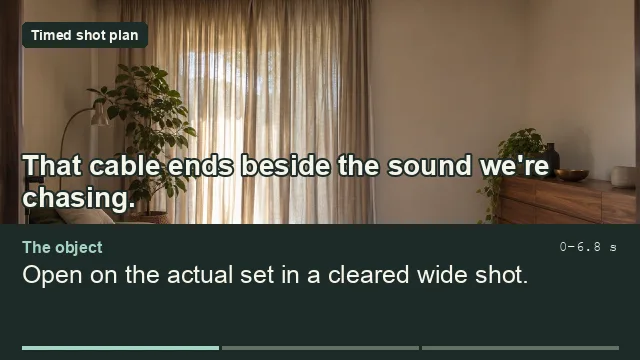 Timed shot plan
That cable ends beside the sound we're
chasing.
The object
0–6.8 s
Open on the actual set in a cleared wide shot.